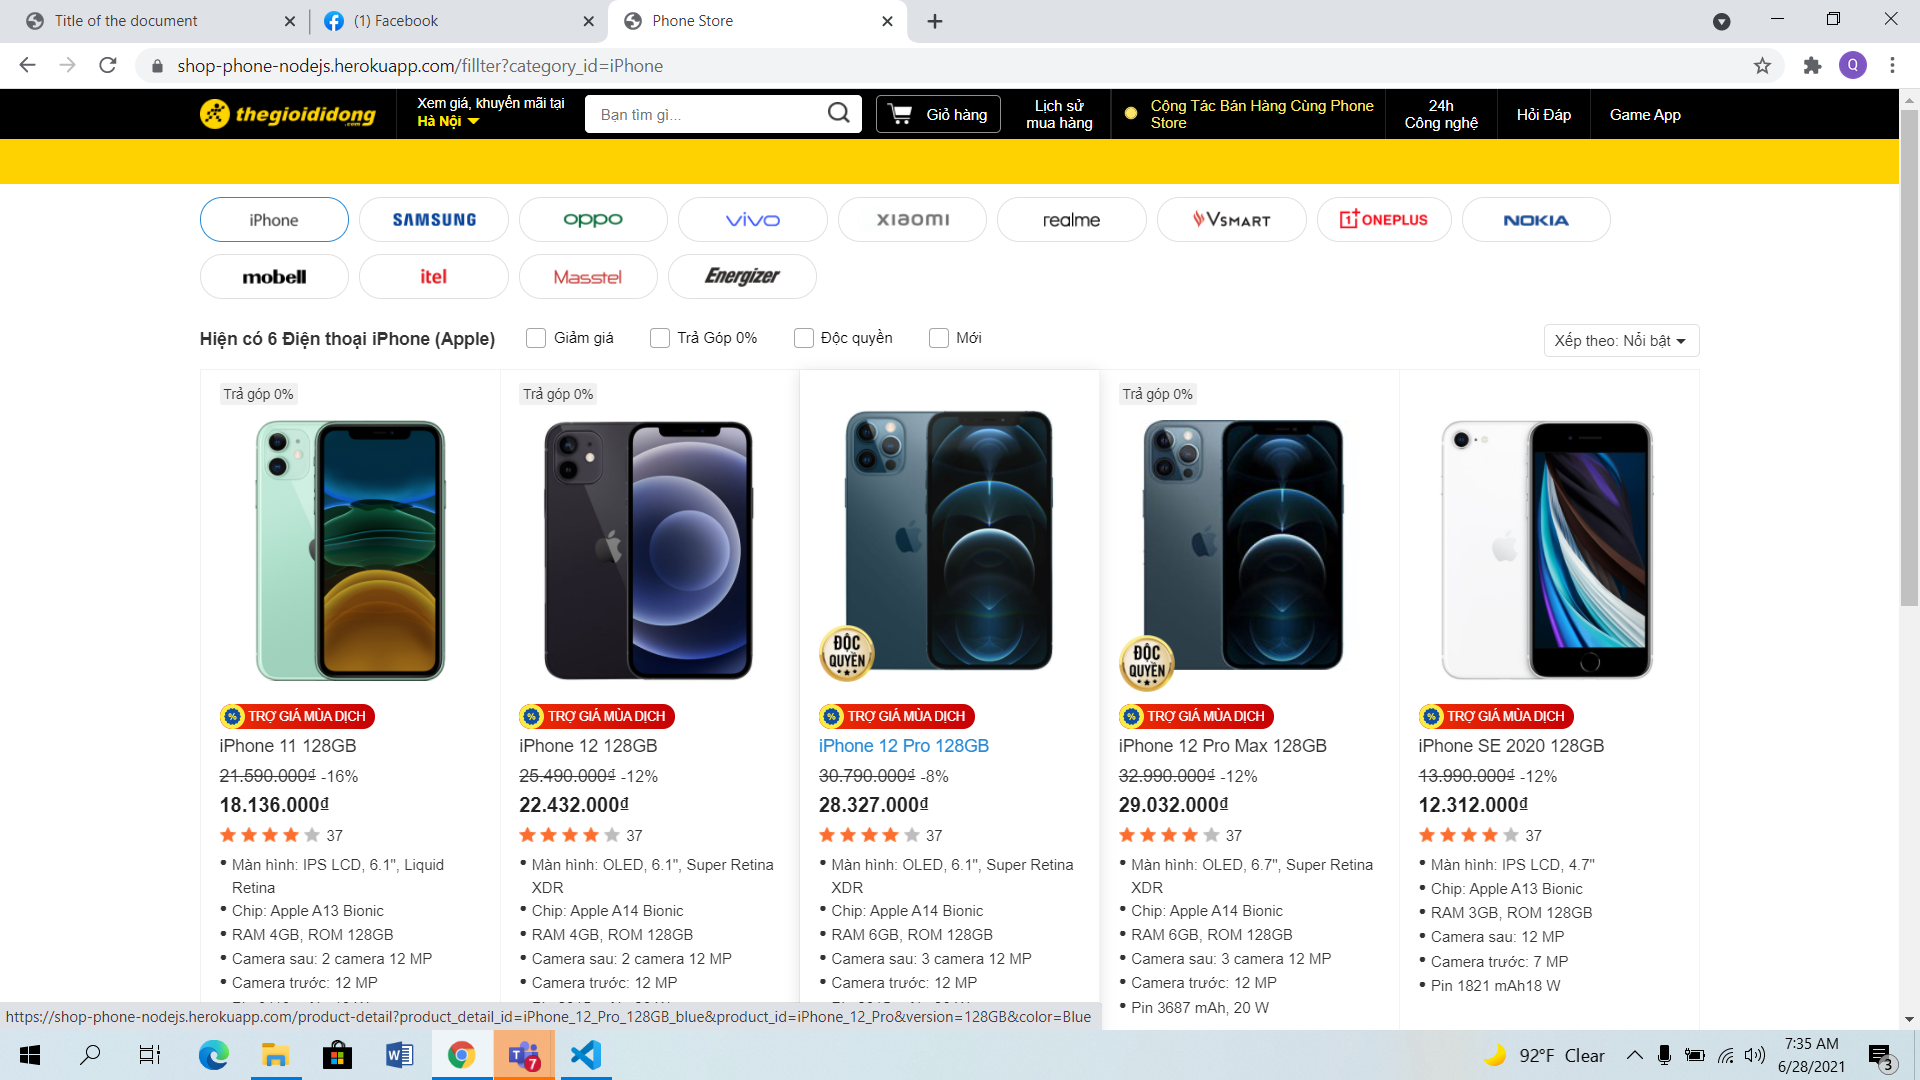 Title of the document
(1) Facebook
Phone Store
shop-phone-nodejs.herokuapp.com/fillter?category_id=iPhone
Q
thegioididong
.com
Xem giá, khuyến mãi tại
Hà Nội
Bạn tìm gì...
Giỏ hàng
Lịch sử
mua hàng
Cộng Tác Bán Hàng Cùng Phone
Store
24h
Công nghệ
Hỏi Đáp
Game App
iPhone
SAMSUNG
oppo
vivo
xiaomi
realme
VSMART
1+ ONEPLUS
NOKIA
mobell
itel
Masstel
Energizer
Hiện có 6 Điện thoại iPhone (Apple)
Giảm giá
Trả Góp 0%
Độc quyền
Mới
Xếp theo: Nổi bật
Trả góp 0%
TRỢ GIÁ MÙA DỊCH
iPhone 11 128GB
21.590.000₫ -16%
18.136.000₫
37
Màn hình: IPS LCD, 6.1", Liquid
Retina
Chip: Apple A13 Bionic
RAM 4GB, ROM 128GB
Camera sau: 2 camera 12 MP
Camera trước: 12 MP
Trả góp 0%
TRỢ GIÁ MÙA DỊCH
iPhone 12 128GB
25.490.000₫ -12%
22.432.000₫
37
Màn hình: OLED, 6.1", Super Retina
XDR
Chip: Apple A14 Bionic
RAM 4GB, ROM 128GB
Camera sau: 2 camera 12 MP
Camera trước: 12 MP
ĐỘC
QUYỀN
TRỢ GIÁ MÙA DỊCH
iPhone 12 Pro 128GB
30.790.000₫ -8%
28.327.000₫
37
Màn hình: OLED, 6.1", Super Retina
XDR
Chip: Apple A14 Bionic
RAM 6GB, ROM 128GB
Camera sau: 3 camera 12 MP
Camera trước: 12 MP
Trả góp 0%
ĐỘC
QUYỀN
TRỢ GIÁ MÙA DỊCH
iPhone 12 Pro Max 128GB
32.990.000₫ -12%
29.032.000₫
37
Màn hình: OLED, 6.7", Super Retina
XDR
Chip: Apple A14 Bionic
RAM 6GB, ROM 128GB
Camera sau: 3 camera 12 MP
Camera trước: 12 MP
Pin 3687 mAh, 20 W
TRỢ GIÁ MÙA DỊCH
iPhone SE 2020 128GB
13.990.000₫ -12%
12.312.000₫
37
Màn hình: IPS LCD, 4.7"
Chip: Apple A13 Bionic
RAM 3GB, ROM 128GB
Camera sau: 12 MP
Camera trước: 7 MP
Pin 1821 mAh18 W
https://shop-phone-nodejs.herokuapp.com/product-detail?product_detail_id=iPhone_12_Pro_128GB_blue&product_id=iPhone_12_Pro&version=128GB&color=Blue
7
92°F Clear
7:35 AM
6/28/2021
3